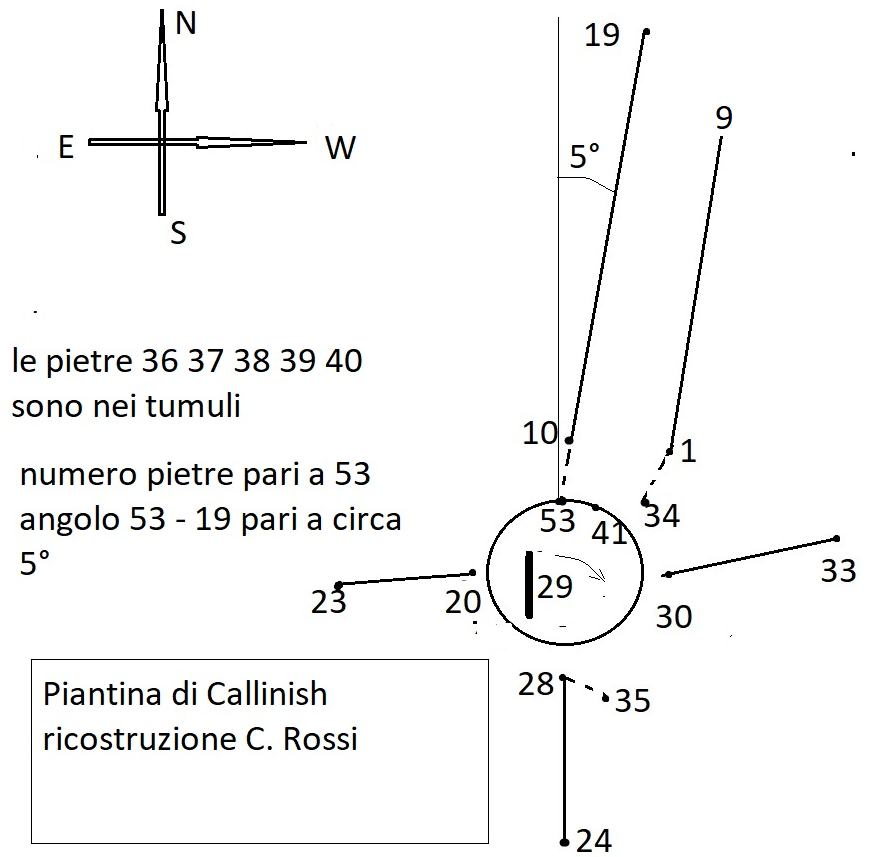 N
19
9
5°
E
W
S
le pietre 36 37 38 39 40
sono nei tumuli
10
1
numero pietre pari a 53
angolo 53 - 19 pari a circa
5°
53
41
34
33
29
23
20
30
Piantina di Callinish
ricostruzione C. Rossi
28
35
24